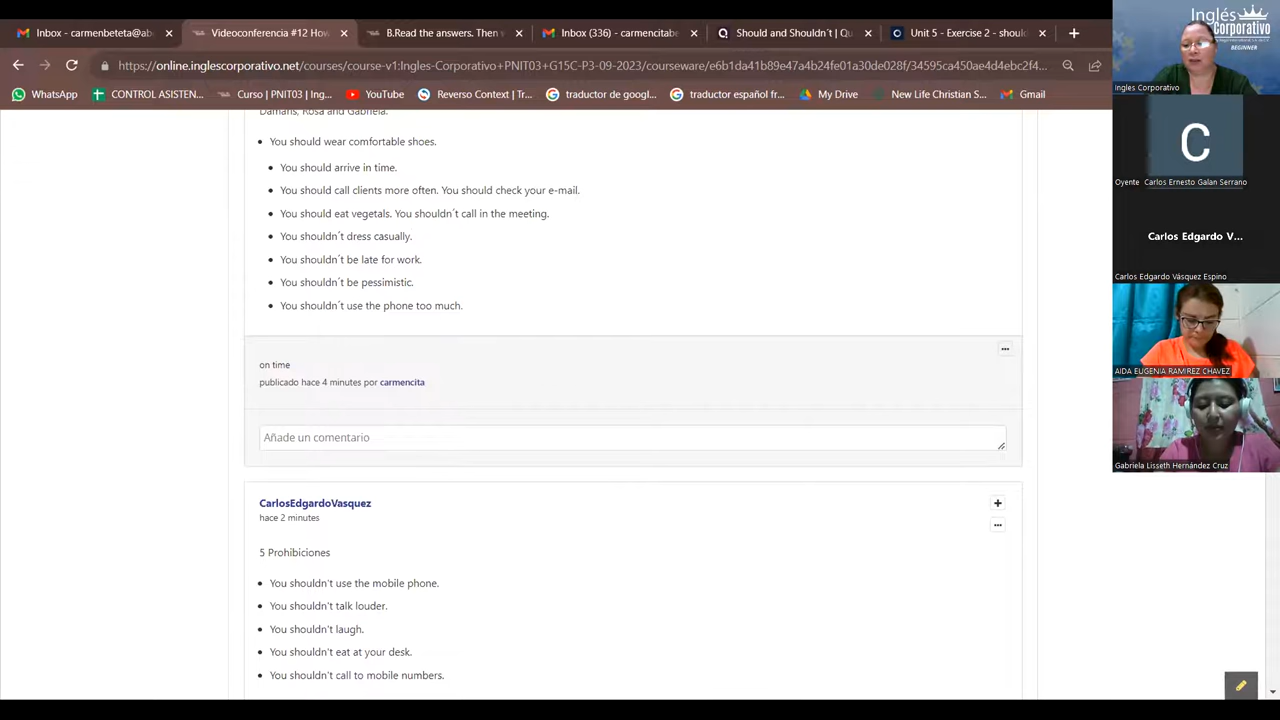 Inbox - carmenbeteta@ab
Videoconferencia #12 Hov
B.Read the answers. Then v
Inbox (336) - carmencitabe
Should and Shouldn´t | Qu
Unit 5 - Exercise 2 - shoul
https://online.inglescorporativo.net/courses/course-v1:Ingles-Corporativo+PNIT03+G15C-P3-09-2023/courseware/e6b1da41b89e47a4b24fe01a30de028f/34595ca450ae4d4ebc2f4...
WhatsApp
CONTROL ASISTEN...
Curso | PNIT03 | Ing...
YouTube
Reverso Context | Tr...
traductor de googl...
traductor español fr...
My Drive
New Life Christian S...
Gmail
Damaris, Rosa and Gabriela.
• You should wear comfortable shoes.
• You should arrive in time.
• You should call clients more often. You should check your e-mail.
• You should eat vegetals. You shouldn´t call in the meeting.
• You shouldn´t dress casually.
• You shouldn´t be late for work.
• You shouldn´t be pessimistic.
• You shouldn´t use the phone too much.
on time
publicado hace 4 minutes por carmencita
Añade un comentario
CarlosEdgardoVasquez
hace 2 minutes
5 Prohibiciones
• You shouldn't use the mobile phone.
• You shouldn't talk louder.
• You shouldn't laugh.
• You shouldn't eat at your desk.
• You shouldn't call to mobile numbers.
Inglés
Corporativo
BEGINNER
Ingles Corporativo
C
Oyente Carlos Ernesto Galan Serrano
Carlos Edgardo V...
Carlos Edgardo Vásquez Espino
AIDA EUGENIA RAMIREZ CHAVEZ
Gabriela Lisseth Hernández Cruz